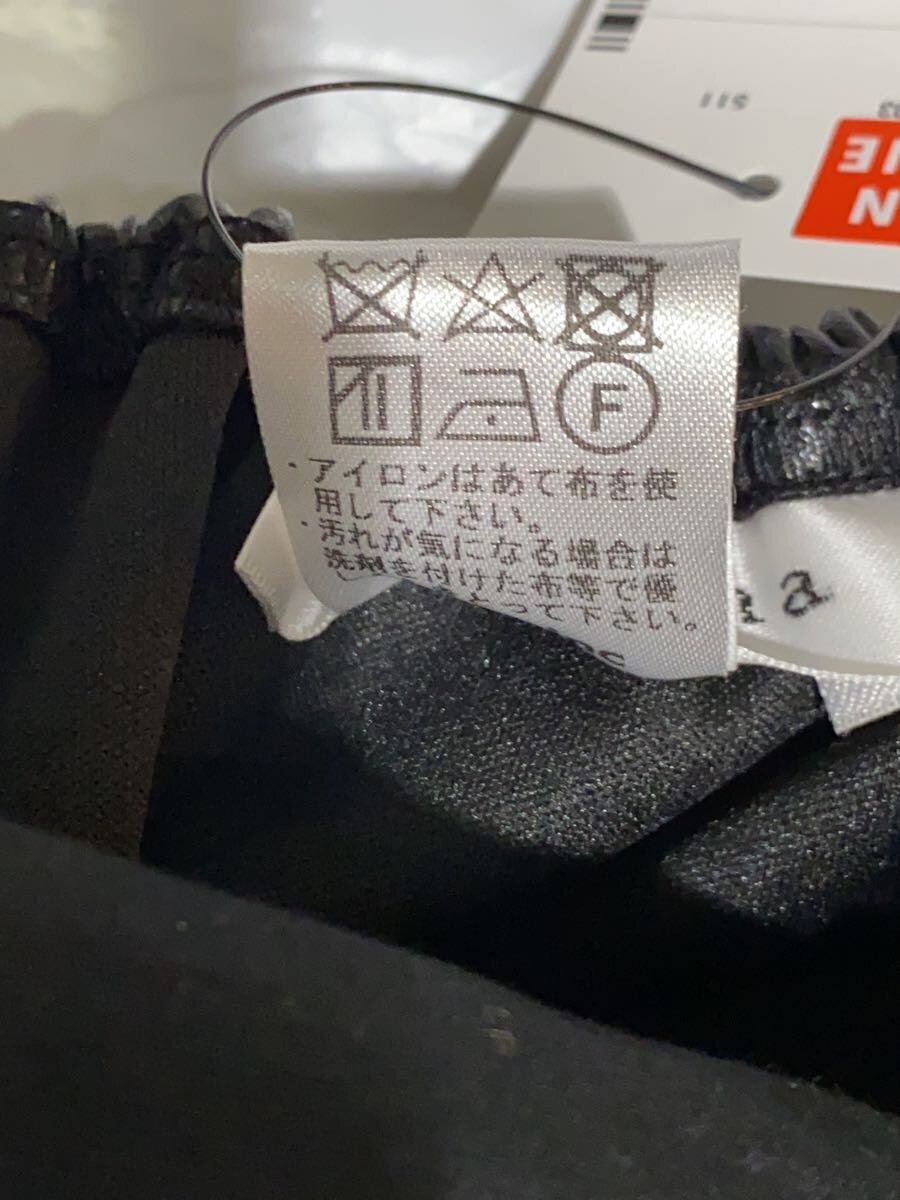 511
F
・アイロンはあて布を使
用して下さい。
・汚れが気になる場合は
洗剤を付けた布等で優
って下さい。
a